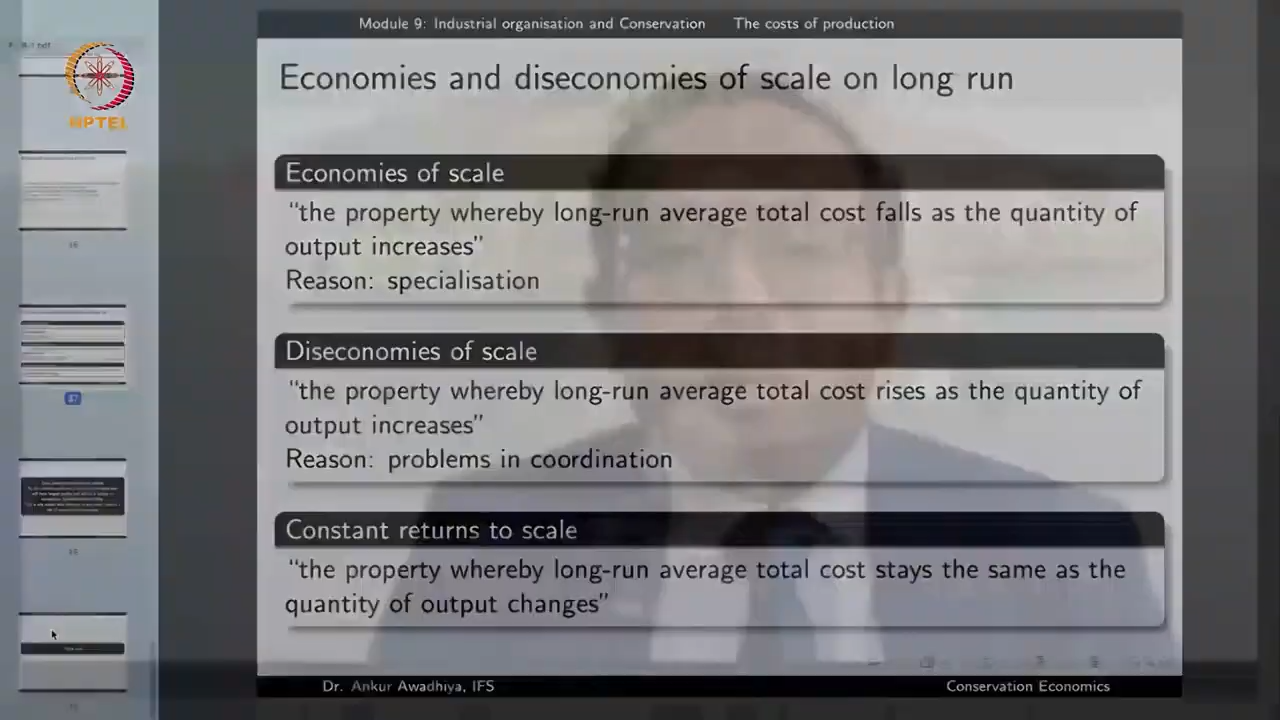 Module 9: Industrial organisation and Conservation The costs of production
NPTEL
Economies and diseconomies of scale on long run
Economies of scale
“the property whereby long-run average total cost falls as the quantity of
output increases”
Reason: specialisation
Diseconomies of scale
“the property whereby long-run average total cost rises as the quantity of
output increases”
Reason: problems in coordination
Constant returns to scale
“the property whereby long-run average total cost stays the same as the
quantity of output changes”
Dr. Ankur Awadhiya, IFS Conservation Economics